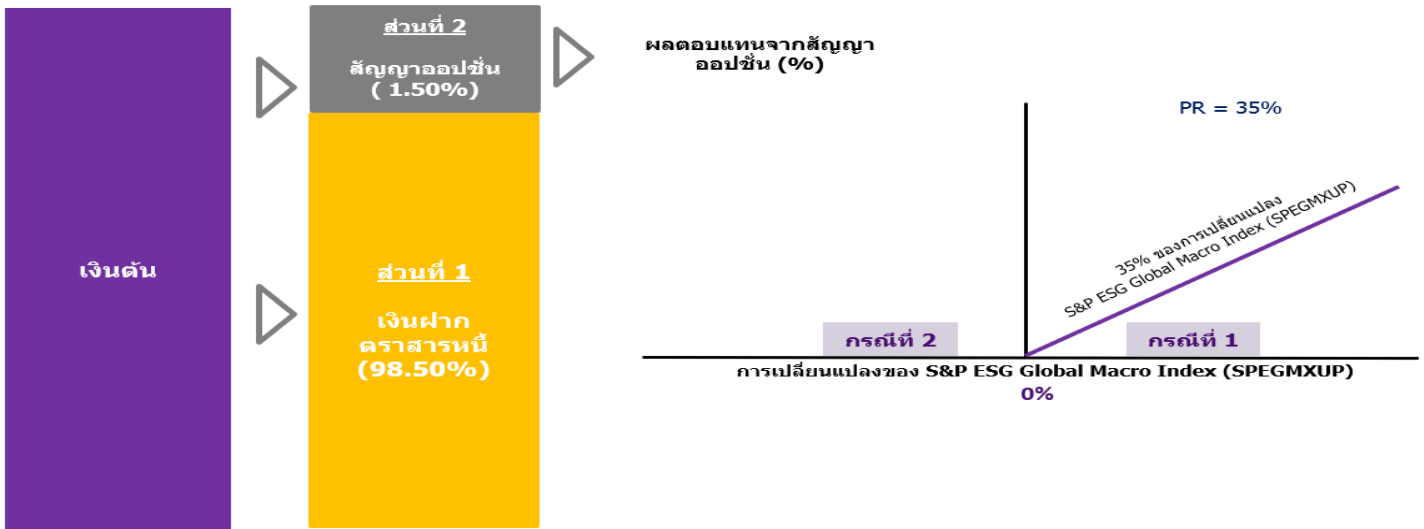 เงินต้น
ส่วนที่ 2
สัญญาออปชั่น
( 1.50%)
ส่วนที่ 1
เงินฝาก
ตราสารหนี้
(98.50%)
ผลตอบแทนจากสัญญา
ออปชั่น (%)
PR = 35%
35% ของการเปลี่ยนแปลง
S&P ESG Global Macro Index (SPEGMXUP)
กรณีที่ 2
กรณีที่ 1
การเปลี่ยนแปลงของ S&P ESG Global Macro Index (SPEGMXUP)
0%